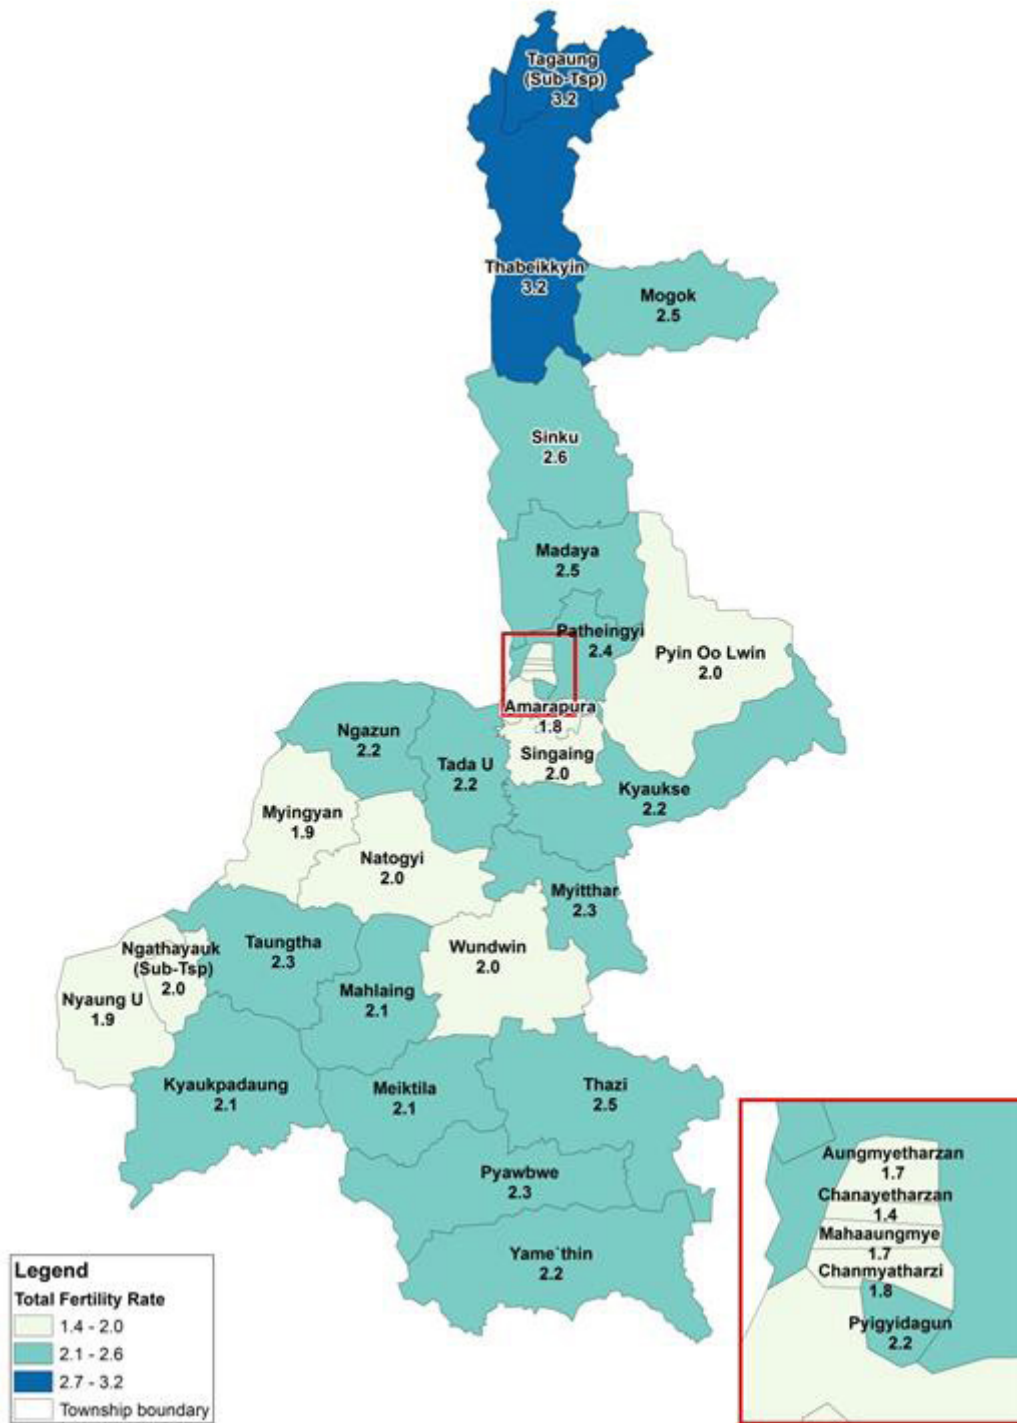 Tagaung
(Sub-Tsp)
3.2
Thabeikkyin
3.2
Mogok
2.5
Sinku
2.6
Madaya
2.5
Patheingyi
2.4
Pyin Oo Lwin
2.0
Amarapura
1.8
Singaing
2.0
Ngazun
2.2
Tada U
2.2
Kyaukse
2.2
Myingyan
1.9
Natogyi
2.0
Myitthar
2.3
Taungtha
2.3
Wundwin
2.0
Ngathayauk
(Sub-Tsp)
2.0
Nyaung U
1.9
Mahlaing
2.1
Kyaukpadaung
2.1
Meiktila
2.1
Thazi
2.5
Pyawbwe
2.3
Yame`thin
2.2
Aungmyetharzan
1.7
Chanayetharzan
1.4
Mahaaungmye
1.7
Chanmyatharzi
1.8
Pyigyidagun
2.2
Legend
Total Fertility Rate
1.4 - 2.0
2.1 - 2.6
2.7 - 3.2
Township boundary